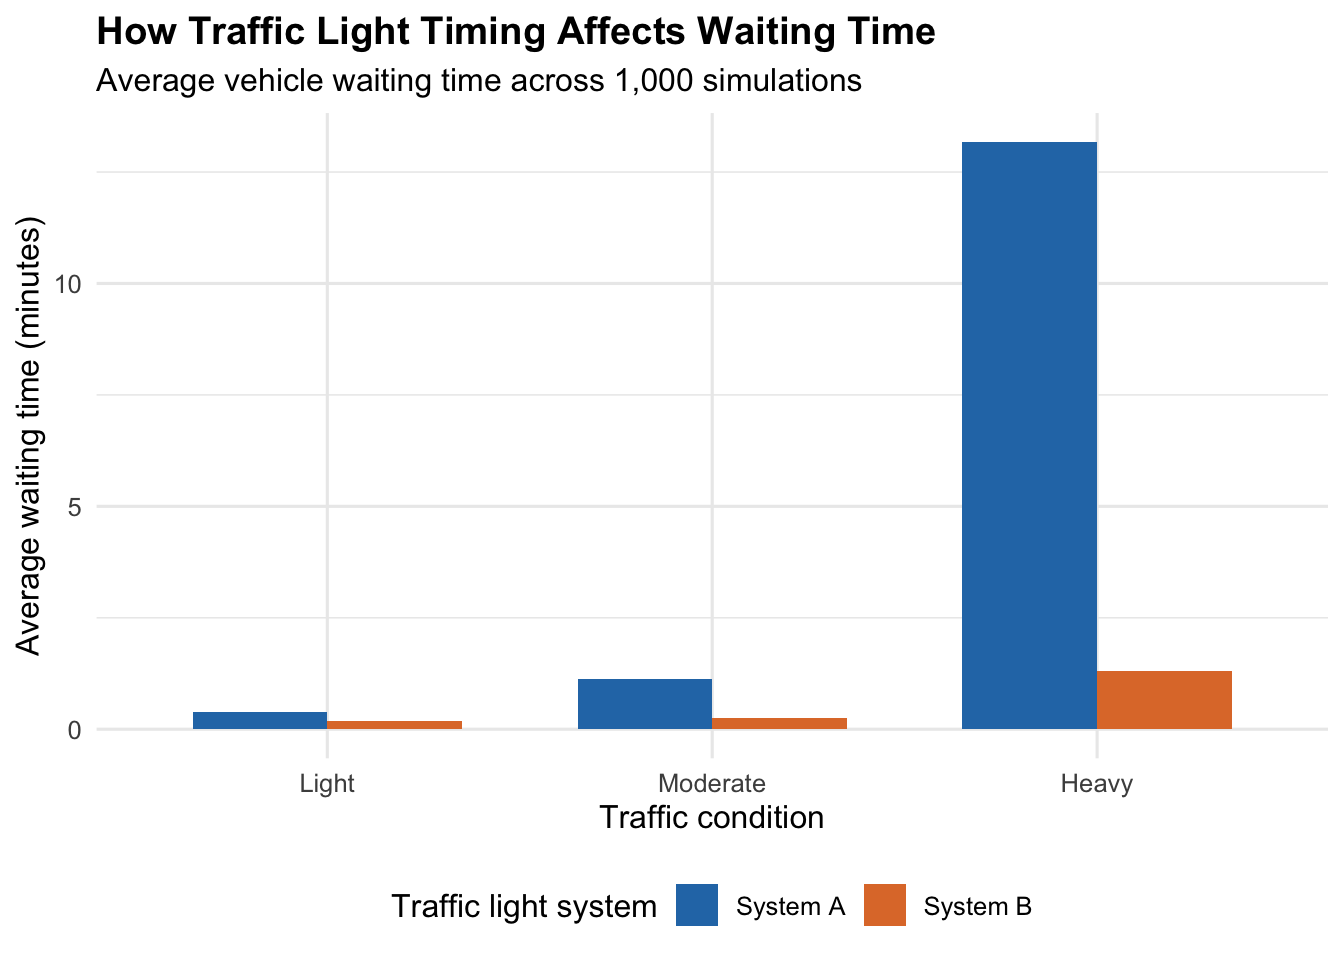 How Traffic Light Timing Affects Waiting Time
Average vehicle waiting time across 1,000 simulations
Average waiting time (minutes)
10
5
0
Light
Moderate
Heavy
Traffic condition
Traffic light system
System A
System B